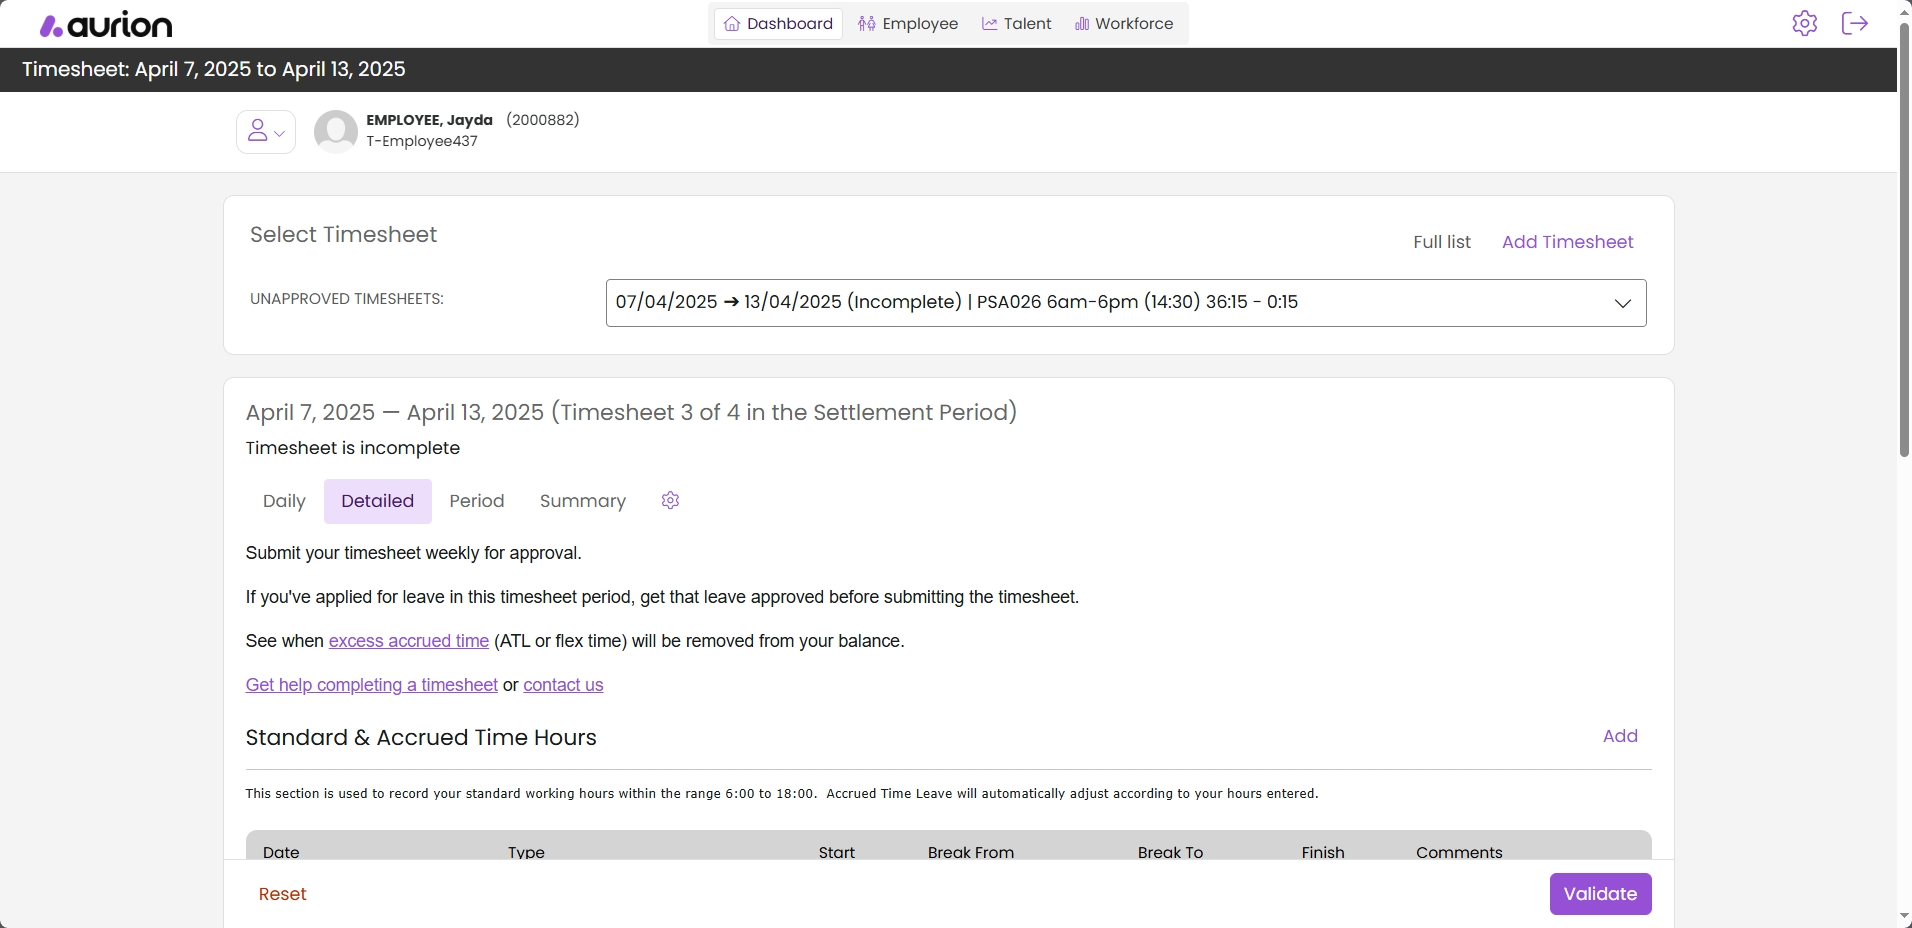 aurion
Dashboard Employee Talent Workforce
Timesheet: April 7, 2025 to April 13, 2025
EMPLOYEE, Jayda (2000882)
T-Employee437
Select Timesheet
Full list Add Timesheet
UNAPPROVED TIMESHEETS:
07/04/2025 ➔ 13/04/2025 (Incomplete) | PSA026 6am-6pm (14:30) 36:15 - 0:15
April 7, 2025 — April 13, 2025 (Timesheet 3 of 4 in the Settlement Period)
Timesheet is incomplete
Daily Detailed Period Summary
Submit your timesheet weekly for approval.
If you've applied for leave in this timesheet period, get that leave approved before submitting the timesheet.
See when excess accrued time (ATL or flex time) will be removed from your balance.
Get help completing a timesheet or contact us
Standard & Accrued Time Hours Add
This section is used to record your standard working hours within the range 6:00 to 18:00. Accrued Time Leave will automatically adjust according to your hours entered.
Date Type Start Break From Break To Finish Comments
Reset Validate